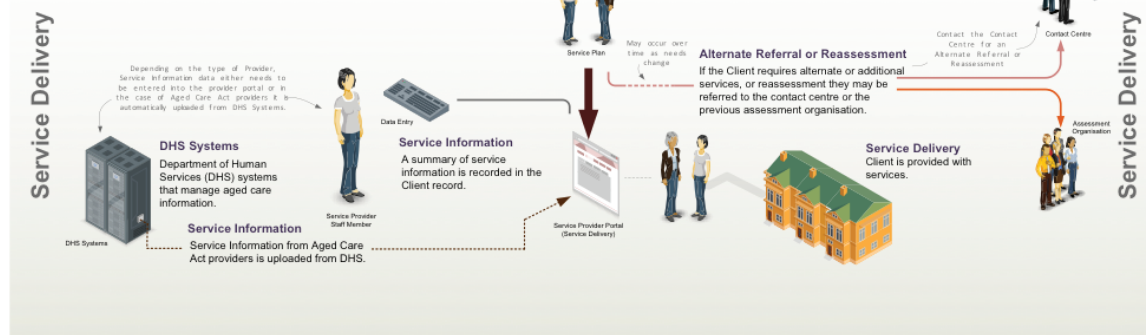 Service Delivery
Service Plan
May occur over
time as needs
change
Alternate Referral or Reassessment
If the Client requires alternate or additional
services, or reassessment they may be
referred to the contact centre or the
previous assessment organisation.
Contact the Contact
Centre for an
Alternate Referral or
Reassessment
Contact Centre
Service Delivery
Depending on the type of Provider,
Service Information data either needs to
be entered into the provider portal or in
the case of Aged Care Act providers it is
automatically uploaded from DHS Systems.
Data Entry
Assessment
Organisation
DHS Systems
Department of Human
Services (DHS) systems
that manage aged care
information.
Service Information
A summary of service
information is recorded in the
Client record.
Service Delivery
Client is provided with
services.
Service Provider
Staff Member
DHS Systems
Service Information
Service Information from Aged Care
Act providers is uploaded from DHS.
Service Provider Portal
(Service Delivery)